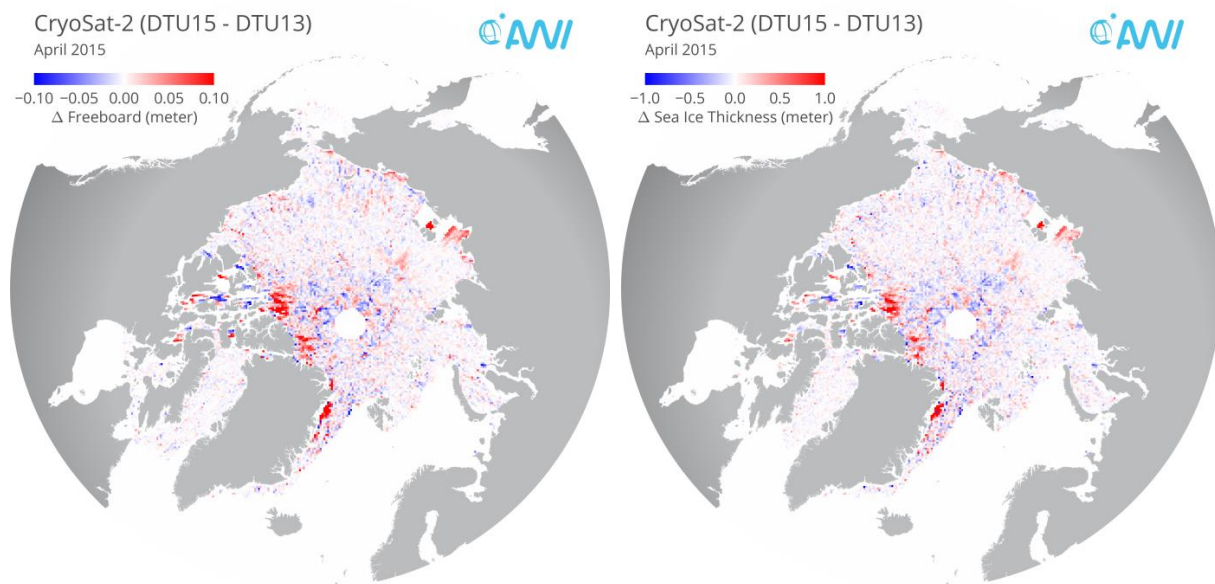 CryoSat-2 (DTU15 - DTU13)
April 2015
AWI
−0.10 −0.05 0.00 0.05 0.10
Δ Freeboard (meter)
CryoSat-2 (DTU15 - DTU13)
April 2015
AWI
−1.0 −0.5 0.0 0.5 1.0
Δ Sea Ice Thickness (meter)